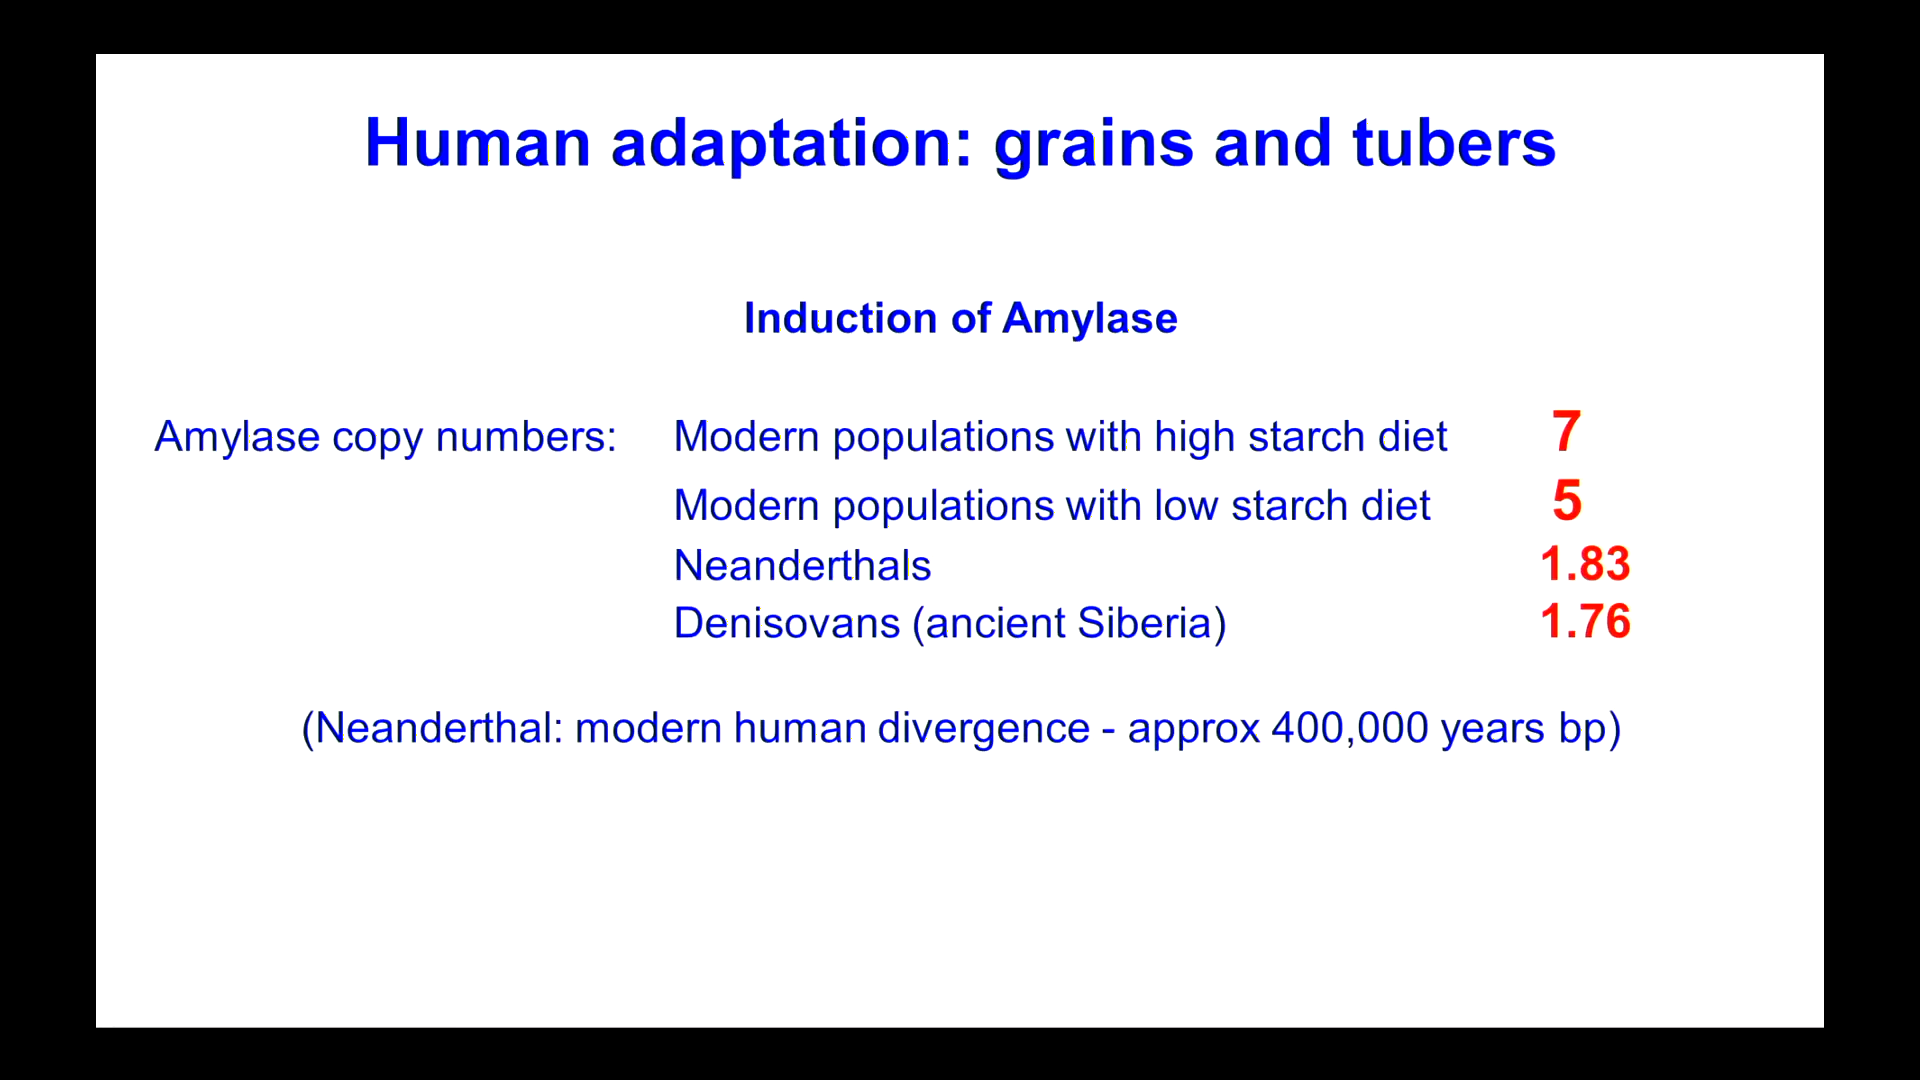 Human adaptation: grains and tubers
Induction of Amylase
Amylase copy numbers: Modern populations with high starch diet 7
Modern populations with low starch diet 5
Neanderthals 1.83
Denisovans (ancient Siberia) 1.76
(Neanderthal: modern human divergence - approx 400,000 years bp)